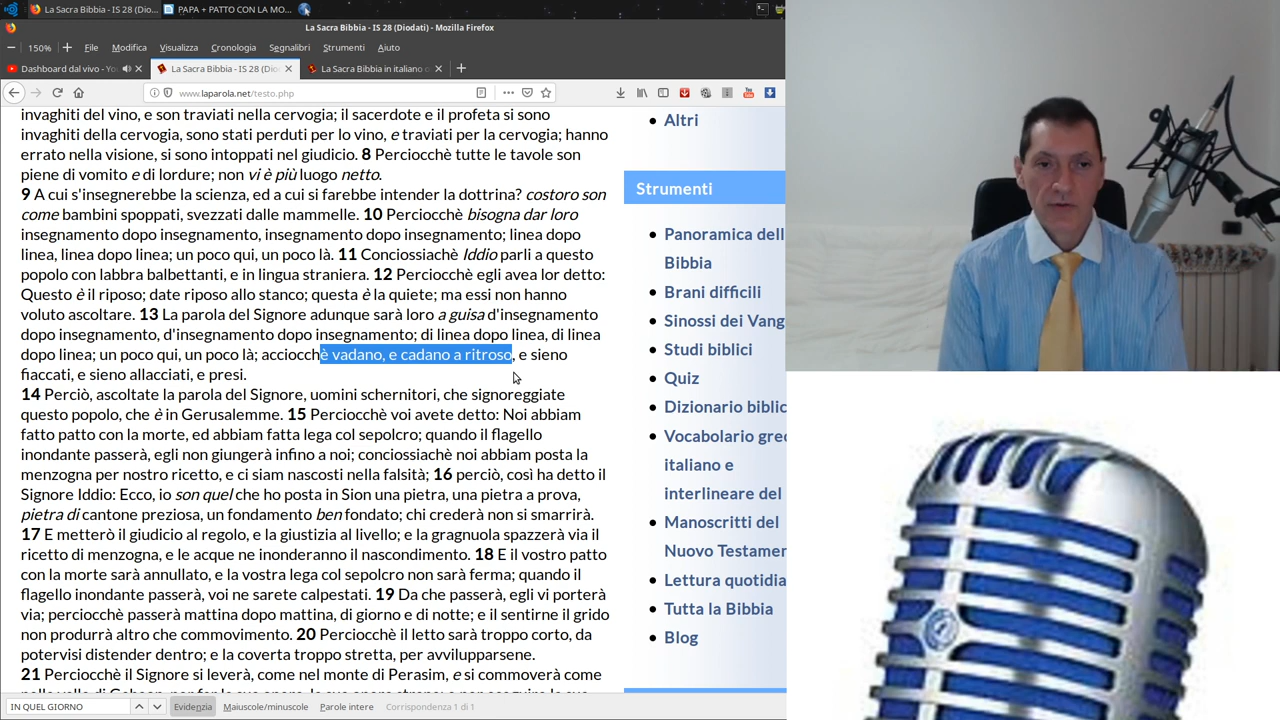 La Sacra Bibbia - IS 28 (Dio...
PAPA + PATTO CON LA MO...
La Sacra Bibbia - IS 28 (Diodati) - Mozilla Firefox
150%
File Modifica Visualizza Cronologia Segnalibri Strumenti Aiuto
Dashboard dal vivo - Yo
La Sacra Bibbia - IS 28 (Dio
La Sacra Bibbia in italiano o
www.laparola.net/testo.php
invaghiti del vino, e son traviati nella cervogia; il sacerdote e il profeta si sono
invaghiti della cervogia, sono stati perduti per lo vino, e traviati per la cervogia; hanno
errato nella visione, si sono intoppati nel giudicio. 8 Perciocchè tutte le tavole son
piene di vomito e di lordure; non vi è più luogo netto.
9 A cui s'insegnerebbe la scienza, ed a cui si farebbe intender la dottrina? costoro son
come bambini spoppati, svezzati dalle mammelle. 10 Perciocchè bisogna dar loro
insegnamento dopo insegnamento, insegnamento dopo insegnamento; linea dopo
linea, linea dopo linea; un poco qui, un poco là. 11 Conciossiachè Iddio parli a questo
popolo con labbra balbettanti, e in lingua straniera. 12 Perciocchè egli avea lor detto:
Questo è il riposo; date riposo allo stanco; questa è la quiete; ma essi non hanno
voluto ascoltare. 13 La parola del Signore adunque sarà loro a guisa d'insegnamento
dopo insegnamento, d'insegnamento dopo insegnamento; di linea dopo linea, di linea
dopo linea; un poco qui, un poco là; acciocchè vadano, e cadano a ritroso, e sieno
fiaccati, e sieno allacciati, e presi.
14 Perciò, ascoltate la parola del Signore, uomini schernitori, che signoreggiate
questo popolo, che è in Gerusalemme. 15 Perciocchè voi avete detto: Noi abbiam
fatto patto con la morte, ed abbiam fatta lega col sepolcro; quando il flagello
inondante passerà, egli non giungerà infino a noi; conciossiachè noi abbiam posta la
menzogna per nostro ricetto, e ci siam nascosti nella falsità; 16 perciò, così ha detto il
Signore Iddio: Ecco, io son quel che ho posta in Sion una pietra, una pietra a prova,
pietra di cantone preziosa, un fondamento ben fondato; chi crederà non si smarrirà.
17 E metterò il giudicio al regolo, e la giustizia al livello; e la gragnuola spazzerà via il
ricetto di menzogna, e le acque ne inonderanno il nascondimento. 18 E il vostro patto
con la morte sarà annullato, e la vostra lega col sepolcro non sarà ferma; quando il
flagello inondante passerà, voi ne sarete calpestati. 19 Da che passerà, egli vi porterà
via; perciocchè passerà mattina dopo mattina, di giorno e di notte; e il sentirne il grido
non produrrà altro che commovimento. 20 Perciocchè il letto sarà troppo corto, da
potervisi distender dentro; e la coverta troppo stretta, per avvilupparsene.
21 Perciocchè il Signore si leverà, come nel monte di Perasim, e si commoverà come
Altri
Strumenti
Panoramica dell
Bibbia
Brani difficili
Sinossi dei Vang
Studi biblici
Quiz
Dizionario biblic
Vocabolario grec
italiano e
interlineare del
Manoscritti del
Nuovo Testamen
Lettura quotidia
Tutta la Bibbia
Blog
IN QUEL GIORNO
Evidenzia Maiuscole/minuscole Parole intere Corrispondenza 1 di 1